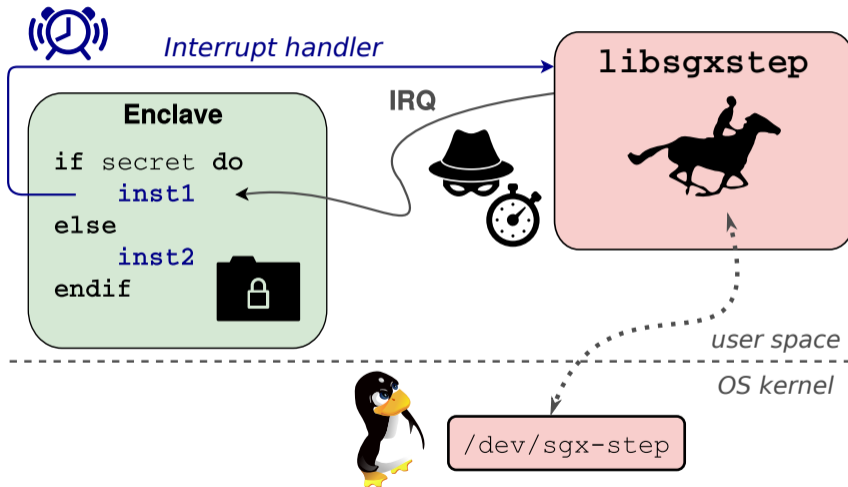 Interrupt handler
libsgxstep
IRQ
Enclave
if secret do
inst1
else
inst2
endif
user space
OS kernel
/dev/sgx-step